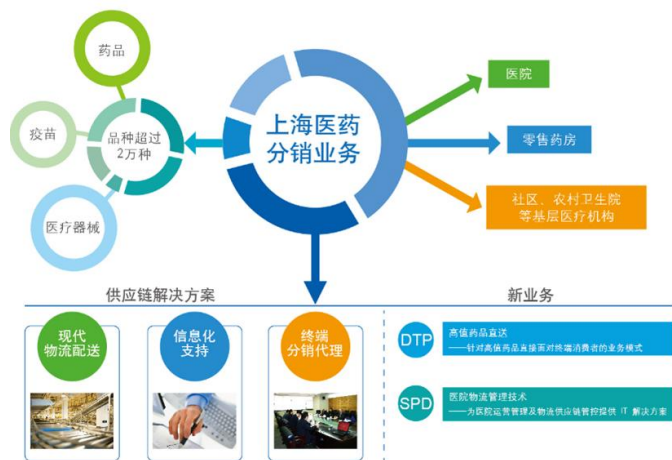 药品
疫苗
医疗器械
品种超过
2万种
上海医药
分销业务
医院
零售药房
社区、农村卫生院
等基层医疗机构
供应链解决方案
新业务
现代
物流配送
信息化
支持
终端
分销代理
DTP
高值药品直送
——针对高值药品直接面对终端消费者的业务模式
SPD
医院物流管理技术
——为医院运营管理及物流供应链管控提供 IT 解决方案